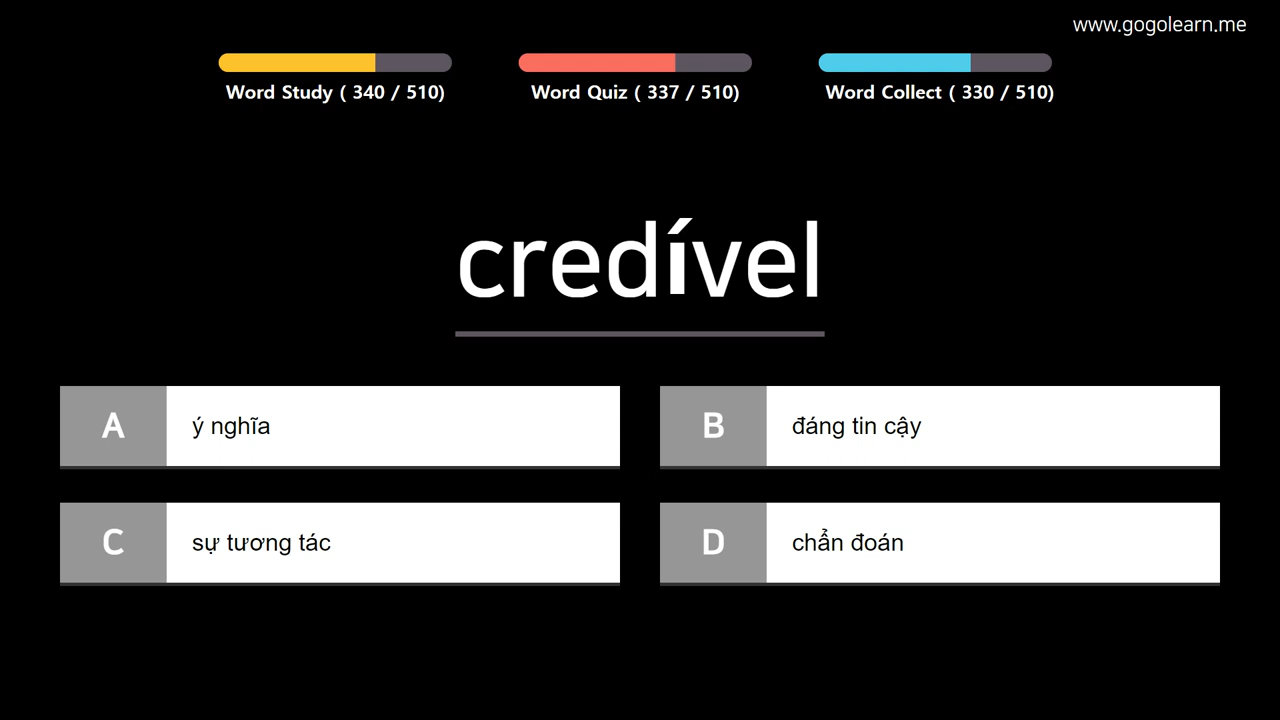 www.gogolearn.me
Word Study ( 340 / 510)
Word Quiz ( 337 / 510)
Word Collect ( 330 / 510)
credível
A
ý nghĩa
B
đáng tin cậy
C
sự tương tác
D
chẩn đoán